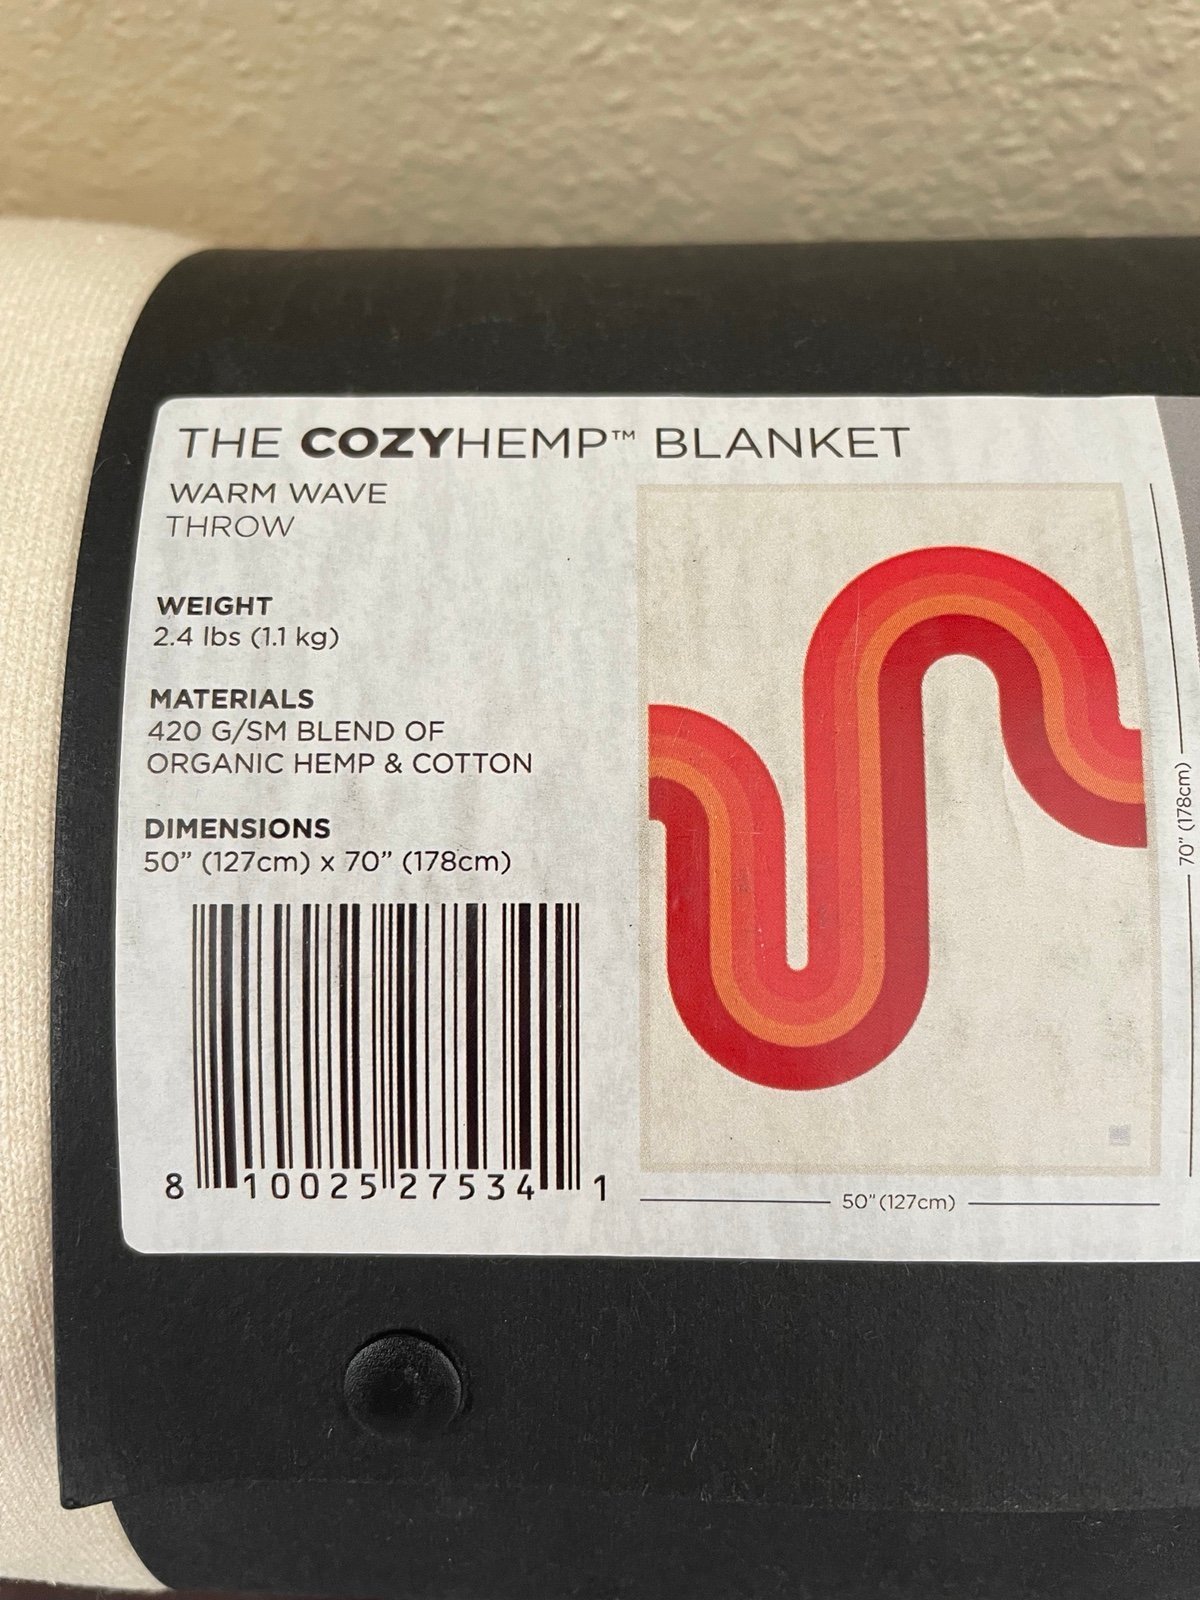 THE COZYHEMP™ BLANKET
WARM WAVE
THROW
WEIGHT
2.4 lbs (1.1 kg)
MATERIALS
420 G/SM BLEND OF
ORGANIC HEMP & COTTON
DIMENSIONS
50” (127cm) x 70” (178cm)
8 10025 27534 1
50” (127cm)
70” (178cm)